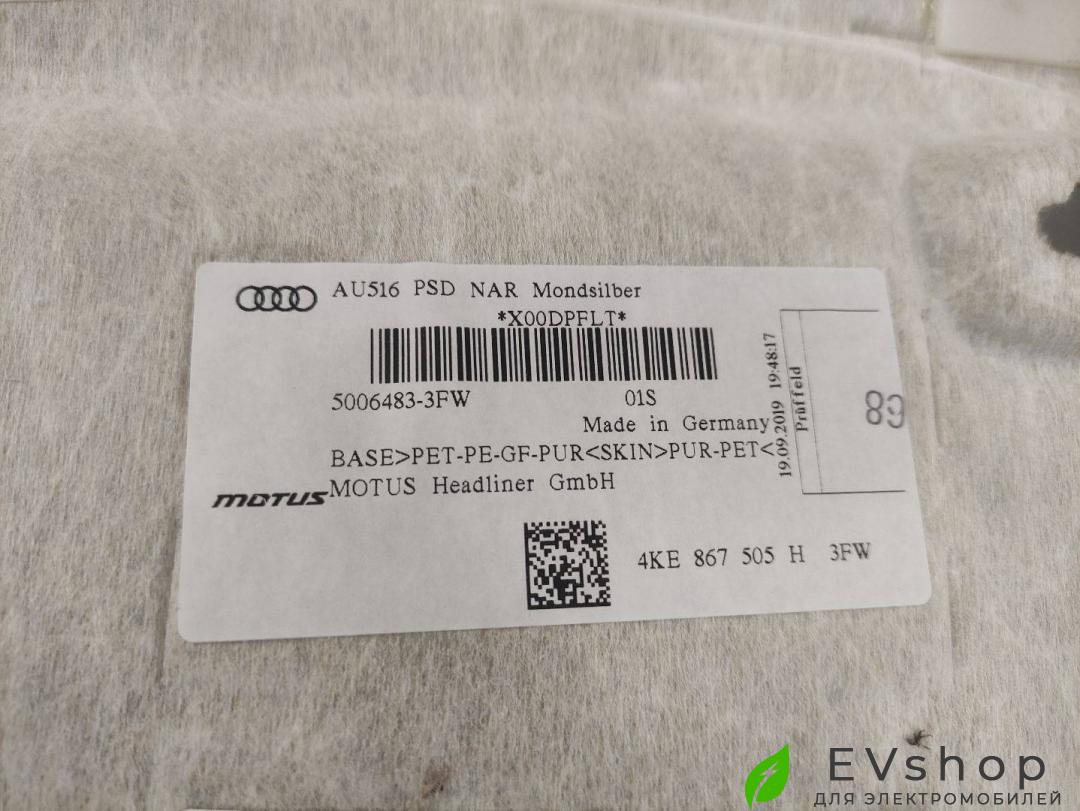 AU516 PSD NAR Mondsilber
*X00DPFLT*
5006483-3FW 01S
Made in Germany
BASE>PET-PE-GF-PUR<SKIN>PUR-PET<
MOTUS MOTUS Headliner GmbH
4KE 867 505 H 3FW
19.09.2019 19:48:17
Prüffeld
EVshop
ДЛЯ ЭЛЕКТРОМОБИЛЕЙ